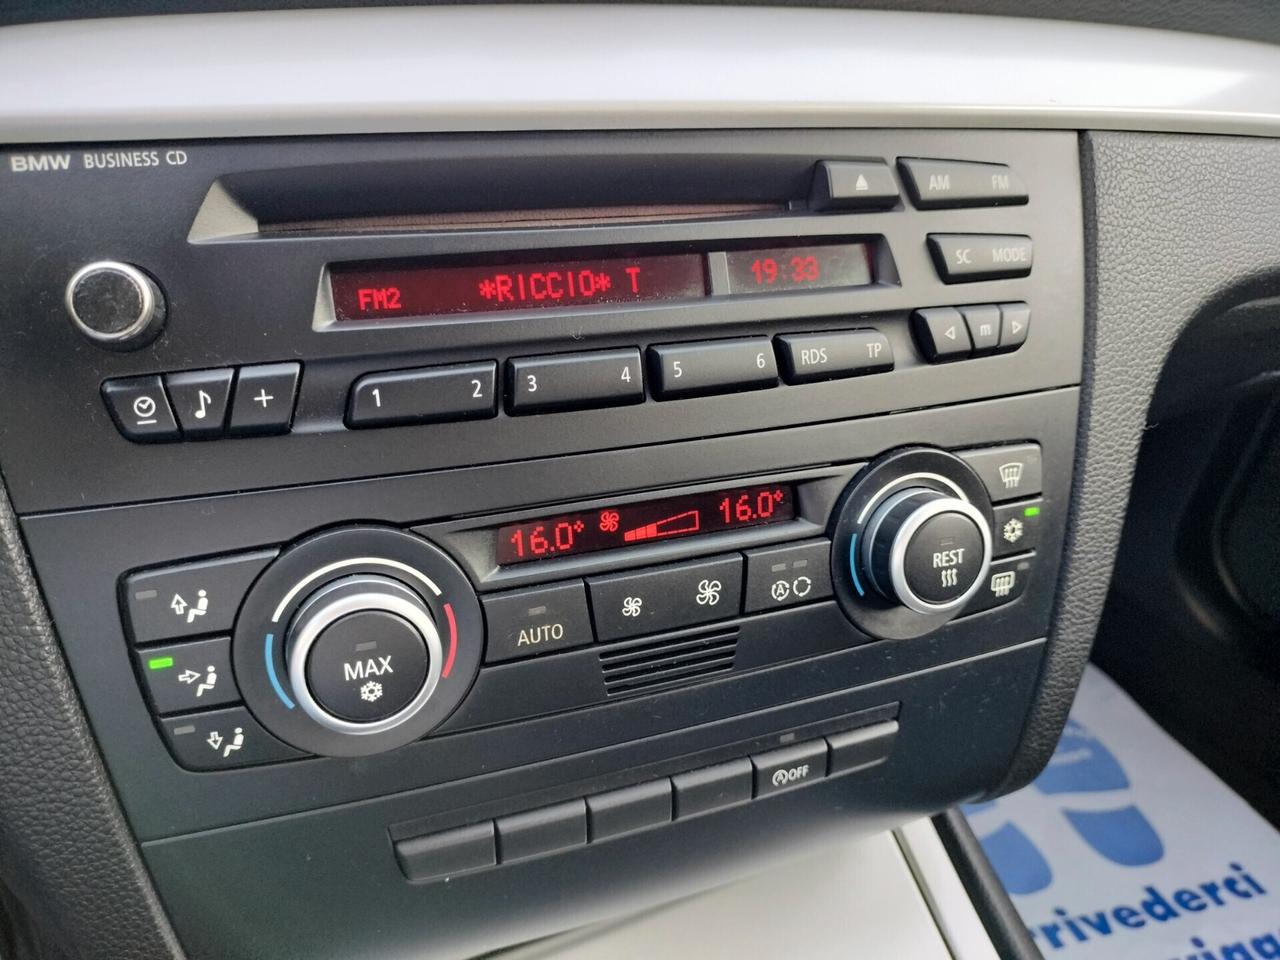 BMW BUSINESS CD
AM FM
SC MODE
FM2 *RICCIO* T 19:33
m
1 2 3 4 5 6 RDS TP
+
16.0° 16.0°
REST
AUTO
A
MAX
A OFF
rrivederci